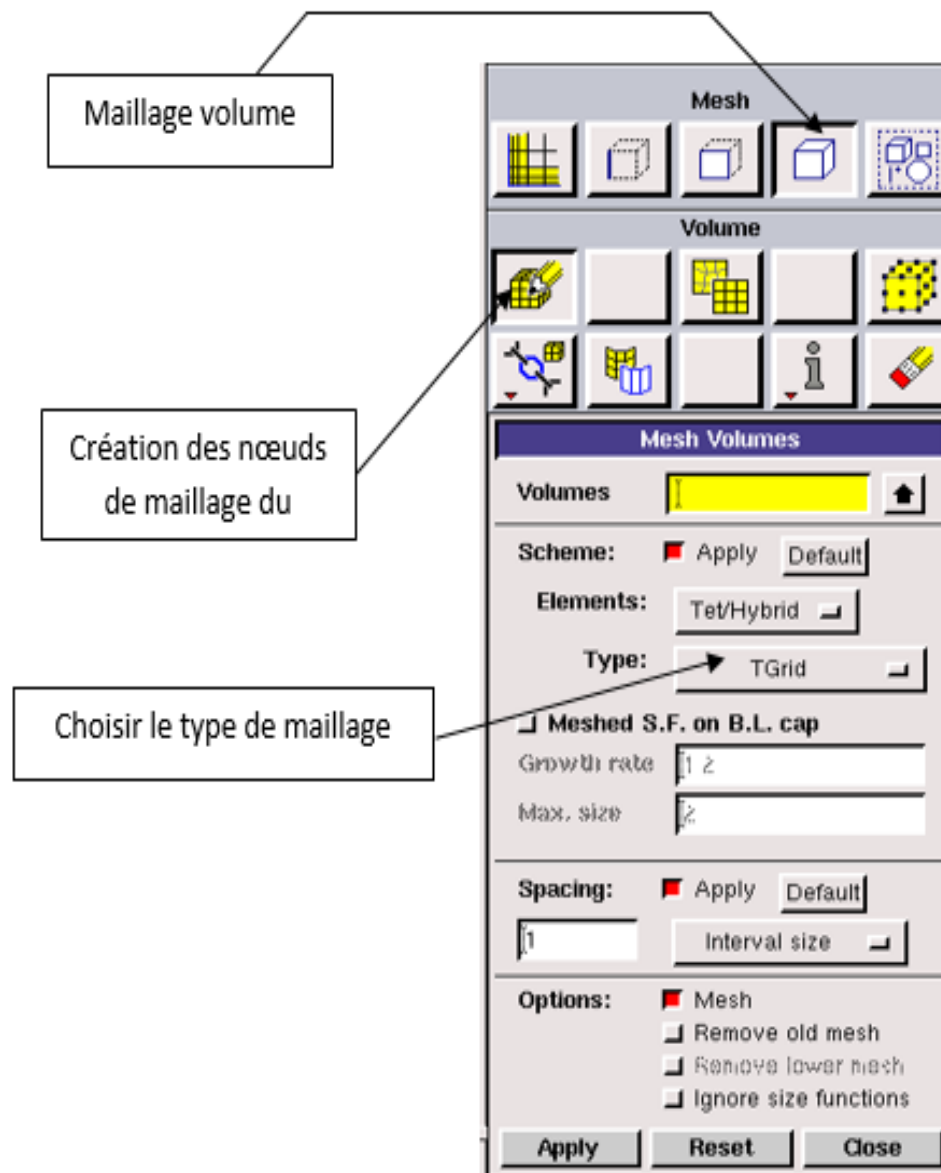 Maillage volume
Mesh
Volume
Création des nœuds
de maillage du
Mesh Volumes
Volumes
Scheme: Apply Default
Elements: Tet/Hybrid
Type: TGrid
Choisir le type de maillage
Meshed S.F. on B.L. cap
Growth rate
Max. size
Spacing: Apply Default
1 Interval size
Options: Mesh
Remove old mesh
Remove lower mesh
Ignore size functions
Apply Reset Close